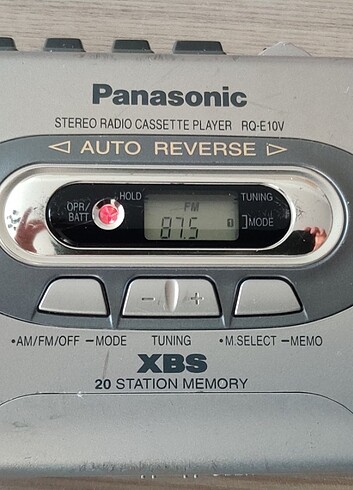 Panasonic
STEREO RADIO CASSETTE PLAYER RQ-E10V
AUTO REVERSE
HOLD TUNING
OPR/
BATT
FM
87.5
MODE
•AM/FM/OFF –MODE TUNING •M.SELECT –MEMO
– +
XBS
20 STATION MEMORY